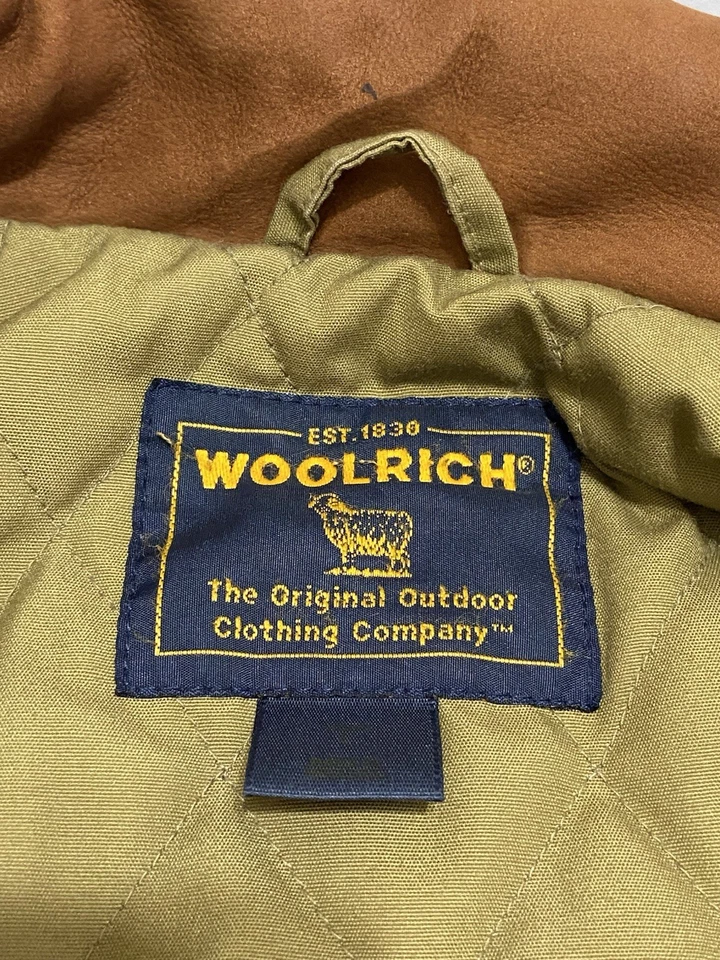 EST. 1830
WOOLRICH®
The Original Outdoor
Clothing Company™